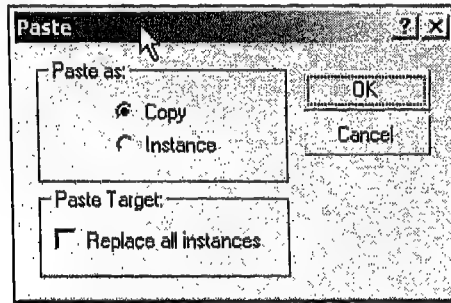 Paste ? X
Paste as:
Copy
Instance
OK
Cancel
Paste Target:
Replace all instances